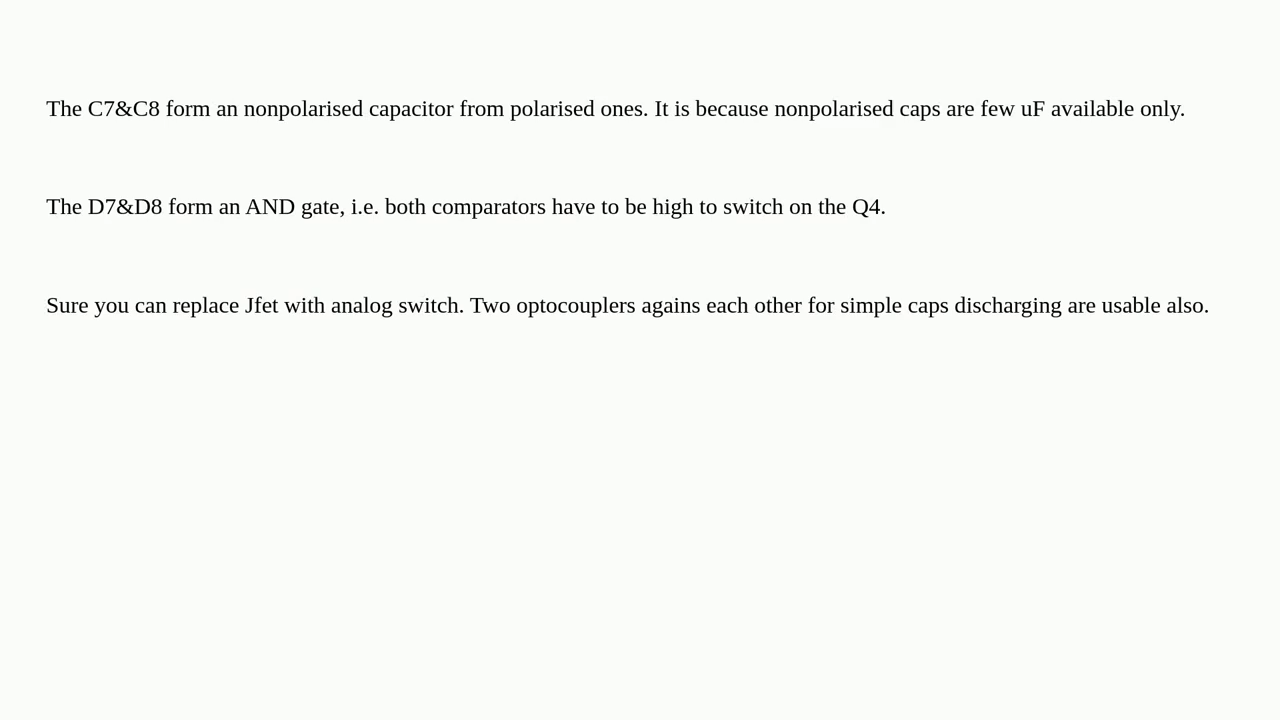 The C7&C8 form an nonpolarised capacitor from polarised ones. It is because nonpolarised caps are few uF available only.
The D7&D8 form an AND gate, i.e. both comparators have to be high to switch on the Q4.
Sure you can replace Jfet with analog switch. Two optocouplers agains each other for simple caps discharging are usable also.